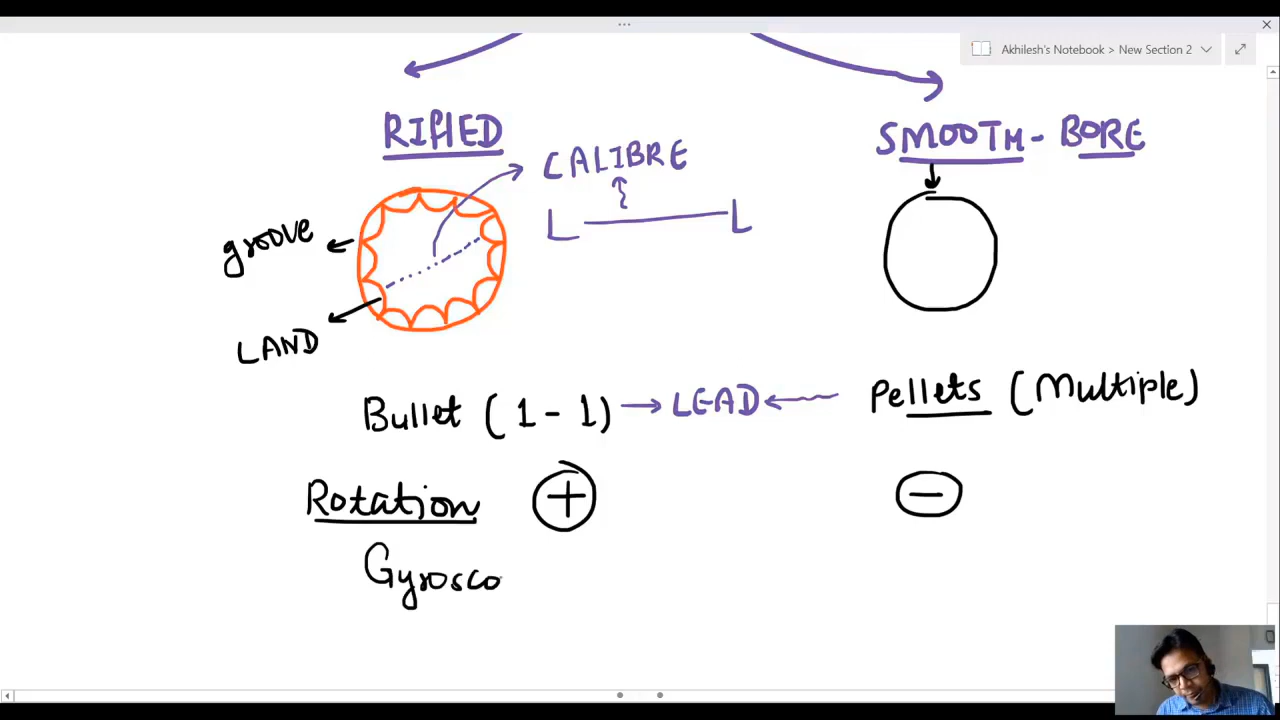 Akhilesh's Notebook > New Section 2
RIflED
SMOOTH - BORE
CALIBRE
L L
groove
LAND
Bullet (1 - 1) → LEAD ← Pellets (Multiple)
Rotation + −
Gyrosco